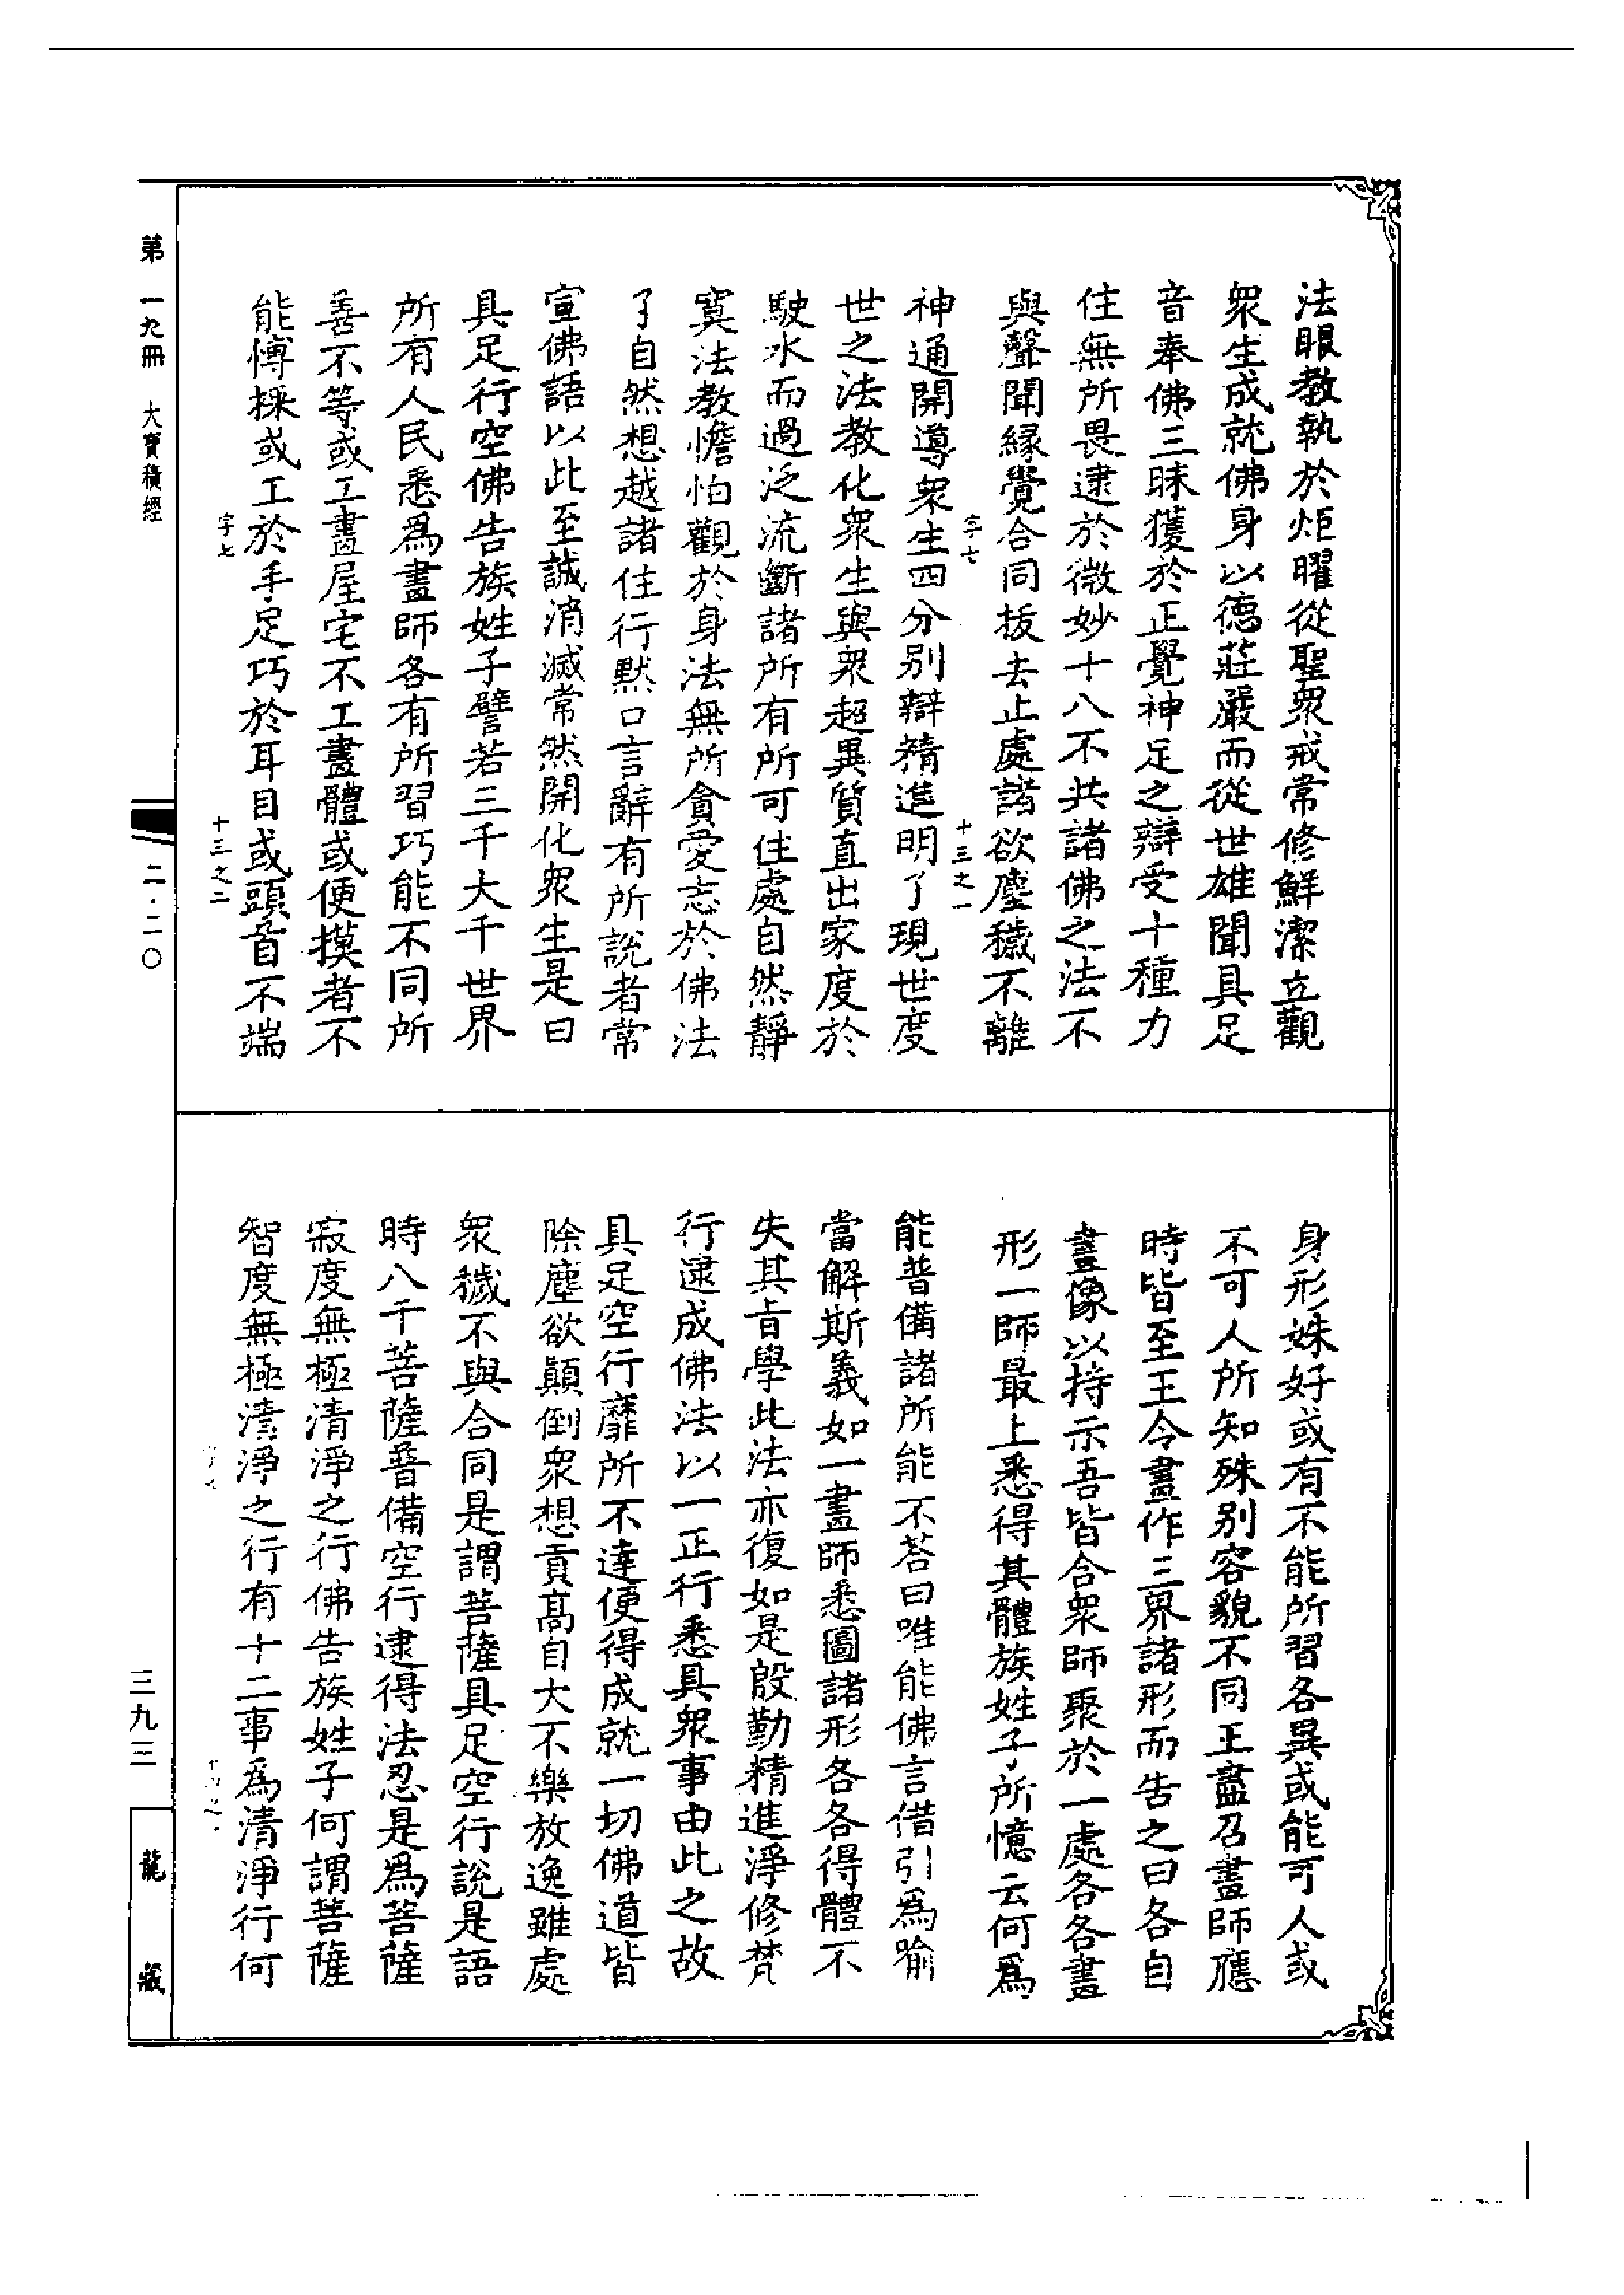 法眼教執於炬曜從聖衆戒常修鮮潔立觀
衆生成就佛身以德莊嚴而從世雄聞具足
音奉佛三昧獲於正覺神足之辯受十種力
住無所畏逮於微妙十八不共諸佛之法不
與聲聞緣覺合同拔去止處諸欲塵穢不離
字七 十三之一
神通開導衆生四分別辯精進明了現世度
世之法教化衆生與衆超異質直出家度於
駛水而過泛流斷諸所有所可住處自然靜
寞法教憺怕觀於身法無所貪愛志於佛法
了自然想越諸住行黙口言辭有所說者常
宣佛語以此至誠消滅常然開化衆生是曰
具足行空佛告族姓子譬若三千大千世界
所有人民悉爲畫師各有所習巧能不同所
善不等或工畫屋宅不工畫體或便摸者不
能愽採或工於手足巧於耳目或頭首不端
字七 十三之二
身形姝好或有不能所習各異或能可人或
不可人所知殊別容貌不同王盡召畫師應
時皆至王令畫作三界諸形而告之曰各自
畫像以持示吾皆合衆師聚於一處各各畫
形一師最上悉得其體族姓子所憶云何爲
能普備諸所能不荅曰唯能佛言借引爲喻
當解斯義如一畫師悉圖諸形各各得體不
失其旨學此法亦復如是殷勤精進淨修梵
行逮成佛法以一正行悉具衆事由此之故
具足空行靡所不達便得成就一切佛道皆
除塵欲顚倒衆想貢高自大不樂放逸雖處
衆穢不與合同是謂菩薩具足空行說是語
時八千菩薩普備空行逮得法忍是爲菩薩
寂度無極清淨之行佛告族姓子何謂菩薩
智度無極清淨之行有十二事爲清淨行何
第一九冊 大寶積經
二·二〇
三九三
龍藏